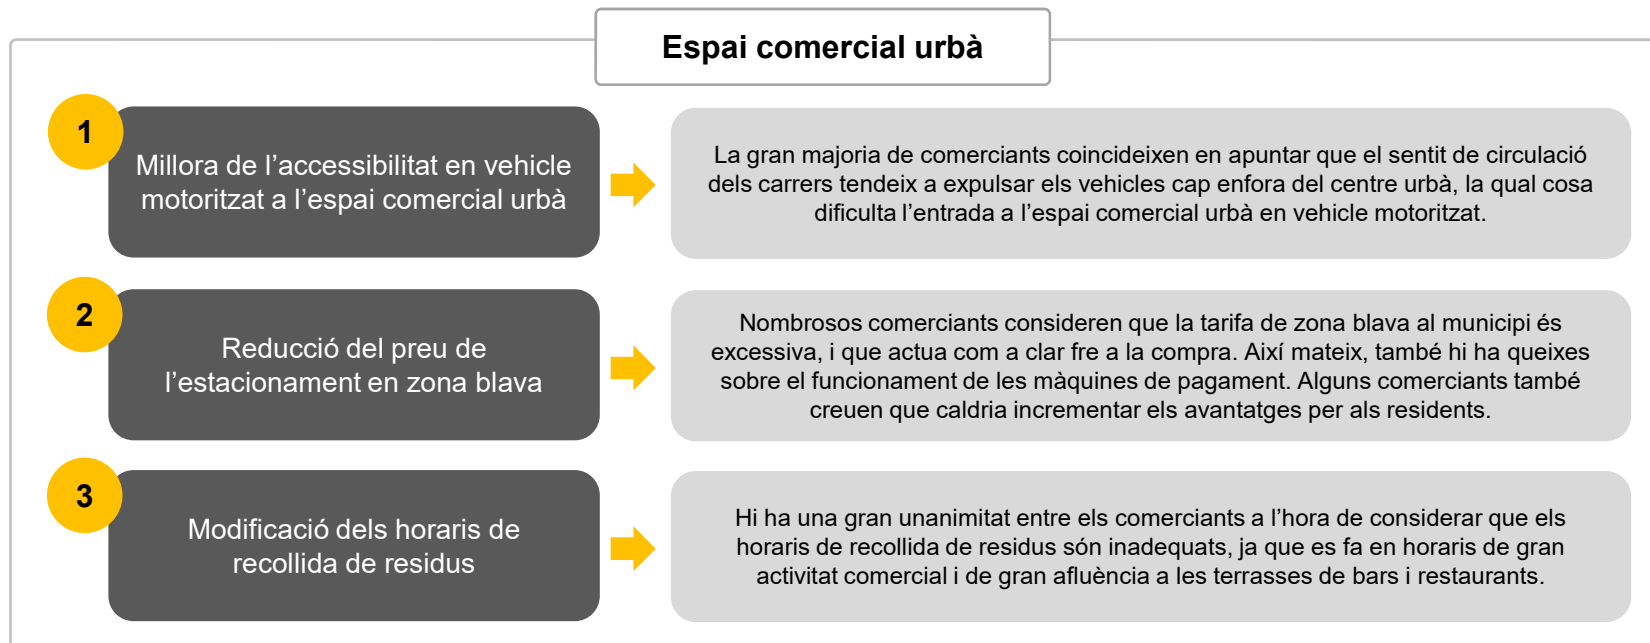 Espai comercial urbà
1
Millora de l’accessibilitat en vehicle
motoritzat a l’espai comercial urbà
La gran majoria de comerciants coincideixen en apuntar que el sentit de circulació
dels carrers tendeix a expulsar els vehicles cap enfora del centre urbà, la qual cosa
dificulta l’entrada a l’espai comercial urbà en vehicle motoritzat.
2
Reducció del preu de
l’estacionament en zona blava
Nombrosos comerciants consideren que la tarifa de zona blava al municipi és
excessiva, i que actua com a clar fre a la compra. Així mateix, també hi ha queixes
sobre el funcionament de les màquines de pagament. Alguns comerciants també
creuen que caldria incrementar els avantatges per als residents.
3
Modificació dels horaris de
recollida de residus
Hi ha una gran unanimitat entre els comerciants a l’hora de considerar que els
horaris de recollida de residus són inadequats, ja que es fa en horaris de gran
activitat comercial i de gran afluència a les terrasses de bars i restaurants.